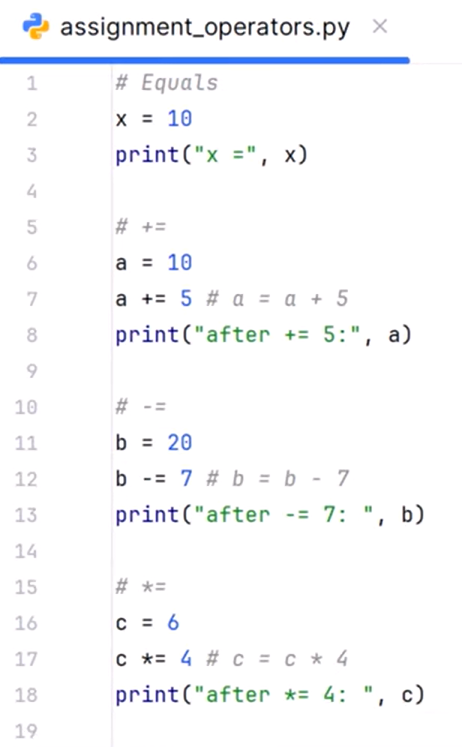 assignment_operators.py
1 # Equals
2 x = 10
3 print("x =", x)
4
5 # +=
6 a = 10
7 a += 5 # a = a + 5
8 print("after += 5:", a)
9
10 # -=
11 b = 20
12 b -= 7 # b = b - 7
13 print("after -= 7: ", b)
14
15 # *=
16 c = 6
17 c *= 4 # c = c * 4
18 print("after *= 4: ", c)
19